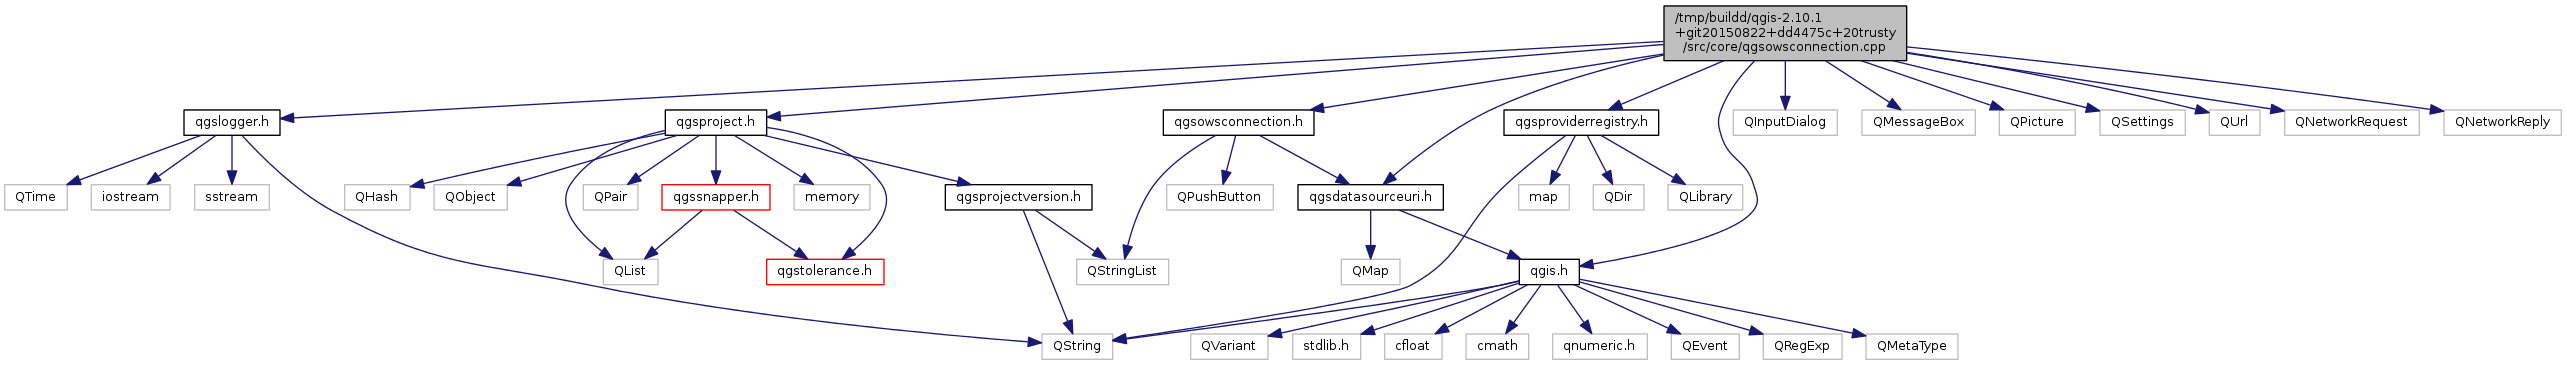 /tmp/buildd/qgis-2.10.1
+git20150822+dd4475c+20trusty
/src/core/qgsowsconnection.cpp
qgslogger.h
qgsproject.h
qgsowsconnection.h
qgsproviderregistry.h
QInputDialog
QMessageBox
QPicture
QSettings
QUrl
QNetworkRequest
QNetworkReply
QTime
iostream
sstream
QHash
QObject
QPair
qgssnapper.h
memory
qgsprojectversion.h
QPushButton
qgsdatasourceuri.h
map
QDir
QLibrary
QList
qgstolerance.h
QStringList
QMap
qgis.h
QString
QVariant
stdlib.h
cfloat
cmath
qnumeric.h
QEvent
QRegExp
QMetaType